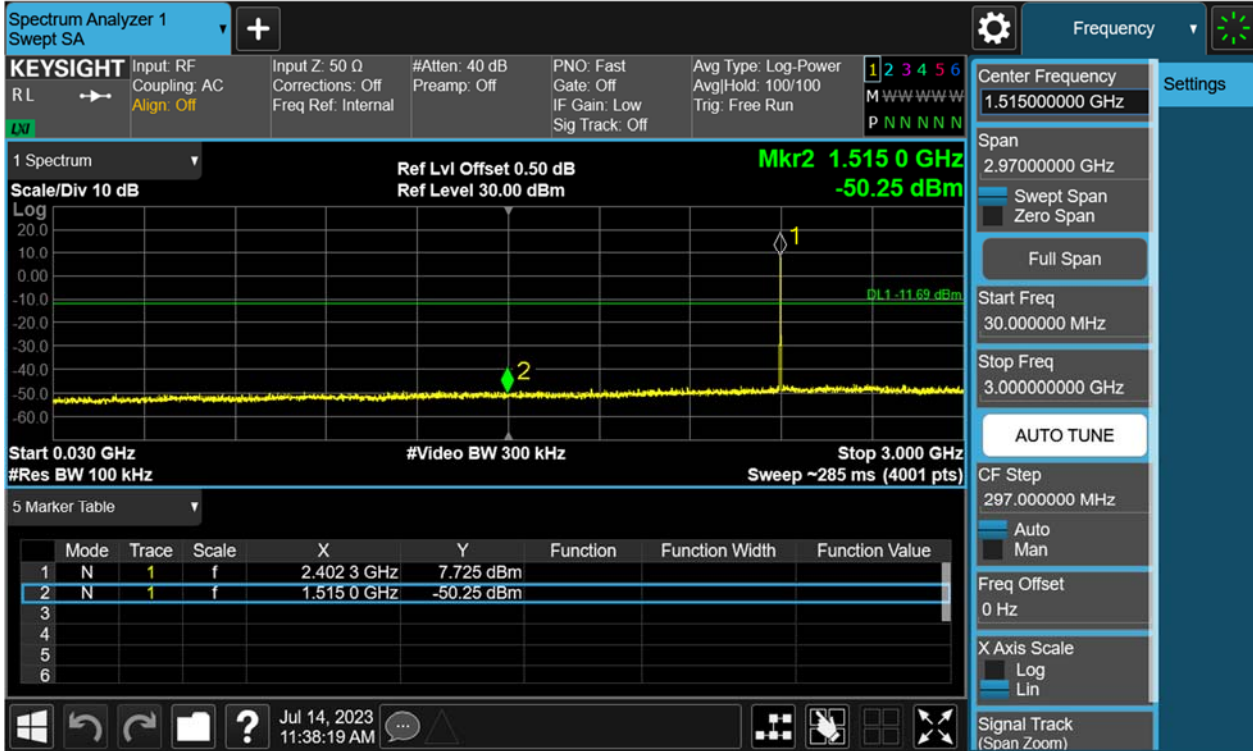 Spectrum Analyzer 1
Swept SA
+
Frequency
KEYSIGHT
R L
LXI
Input: RF
Coupling: AC
Align: Off
Input Z: 50 Ω
Corrections: Off
Freq Ref: Internal
#Atten: 40 dB
Preamp: Off
PNO: Fast
Gate: Off
IF Gain: Low
Sig Track: Off
Avg Type: Log-Power
Avg|Hold: 100/100
Trig: Free Run
1 2 3 4 5 6
M W W W W W
P N N N N N
1 Spectrum
Scale/Div 10 dB
Ref Lvl Offset 0.50 dB
Ref Level 30.00 dBm
Mkr2 1.515 0 GHz
-50.25 dBm
Log
20.0
10.0
0.00
-10.0
-20.0
-30.0
-40.0
-50.0
-60.0
1
DL1 -11.69 dBm
2
Start 0.030 GHz
#Video BW 300 kHz
Stop 3.000 GHz
#Res BW 100 kHz
Sweep ~285 ms (4001 pts)
5 Marker Table
Mode Trace Scale X Y Function Function Width Function Value
1 N 1 f 2.402 3 GHz 7.725 dBm
2 N 1 f 1.515 0 GHz -50.25 dBm
3
4
5
6
?
Jul 14, 2023
11:38:19 AM
Center Frequency
1.515000000 GHz
Span
2.97000000 GHz
Swept Span
Zero Span
Full Span
Start Freq
30.000000 MHz
Stop Freq
3.000000000 GHz
AUTO TUNE
CF Step
297.000000 MHz
Auto
Man
Freq Offset
0 Hz
X Axis Scale
Log
Lin
Signal Track
(Span Zoom)
Settings